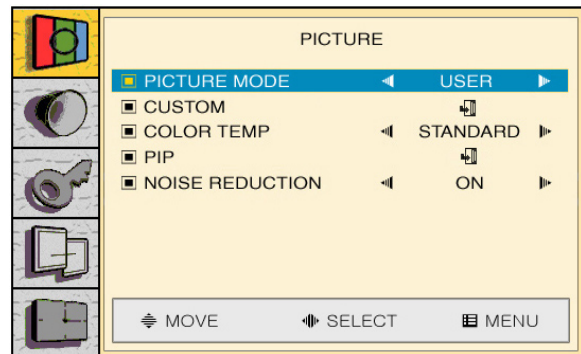 PICTURE
PICTURE MODE USER
CUSTOM
COLOR TEMP STANDARD
PIP
NOISE REDUCTION ON
MOVE SELECT MENU